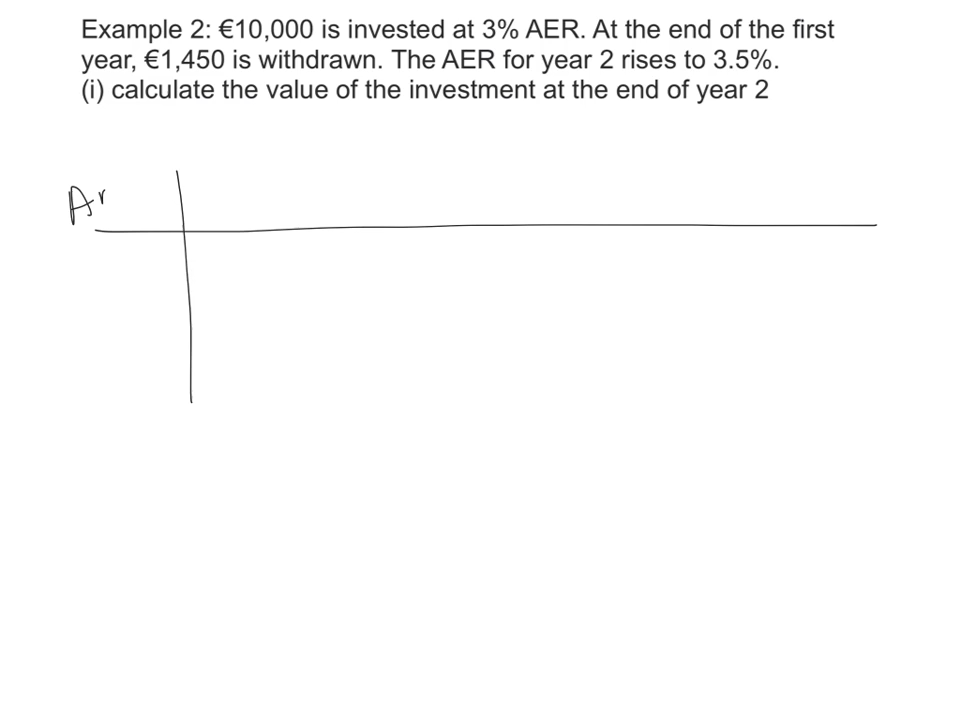 Example 2: €10,000 is invested at 3% AER. At the end of the first
year, €1,450 is withdrawn. The AER for year 2 rises to 3.5%.
(i) calculate the value of the investment at the end of year 2
Ar